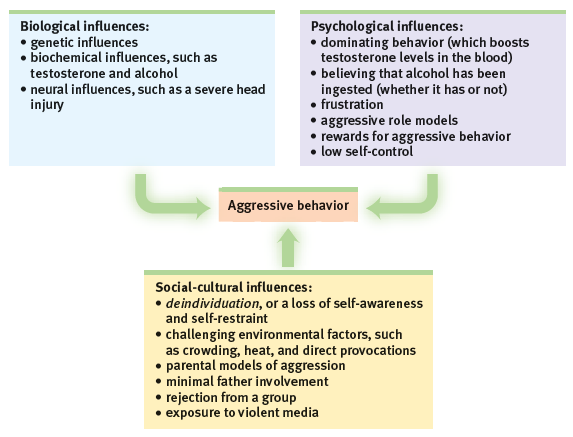 Biological influences:
• genetic influences
• biochemical influences, such as
testosterone and alcohol
• neural influences, such as a severe head
injury
Psychological influences:
• dominating behavior (which boosts
testosterone levels in the blood)
• believing that alcohol has been
ingested (whether it has or not)
• frustration
• aggressive role models
• rewards for aggressive behavior
• low self-control
Aggressive behavior
Social-cultural influences:
• deindividuation, or a loss of self-awareness
and self-restraint
• challenging environmental factors, such
as crowding, heat, and direct provocations
• parental models of aggression
• minimal father involvement
• rejection from a group
• exposure to violent media